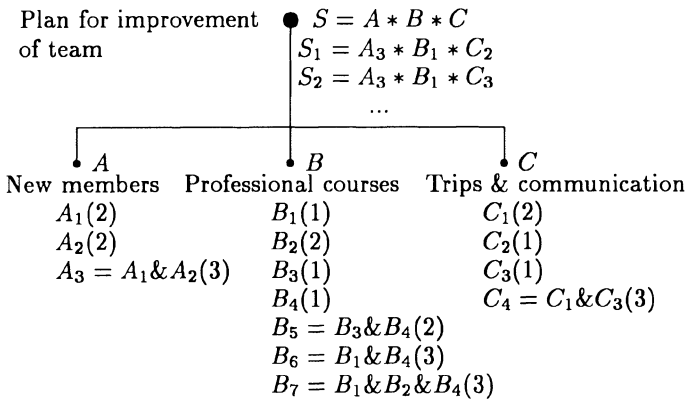 Plan for improvement
of team
S = A * B * C
S₁ = A₃ * B₁ * C₂
S₂ = A₃ * B₁ * C₃
...
A B C
New members Professional courses Trips & communication
A₁(2) B₁(1) C₁(2)
A₂(2) B₂(2) C₂(1)
A₃ = A₁&A₂(3) B₃(1) C₃(1)
B₄(1) C₄ = C₁&C₃(3)
B₅ = B₃&B₄(2)
B₆ = B₁&B₄(3)
B₇ = B₁&B₂&B₄(3)